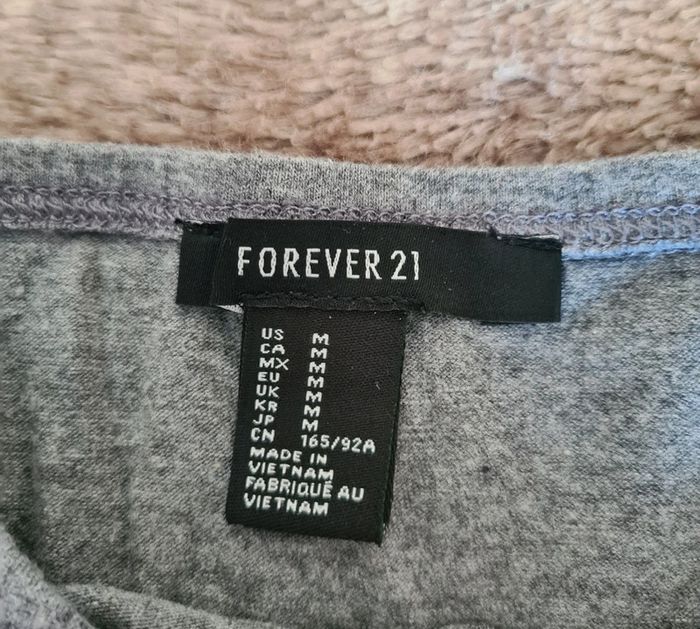 FOREVER 21
US M
CA M
MX M
EU M
UK M
KR M
JP M
CN 165/92A
MADE IN
VIETNAM
FABRIQUÉ AU
VIETNAM